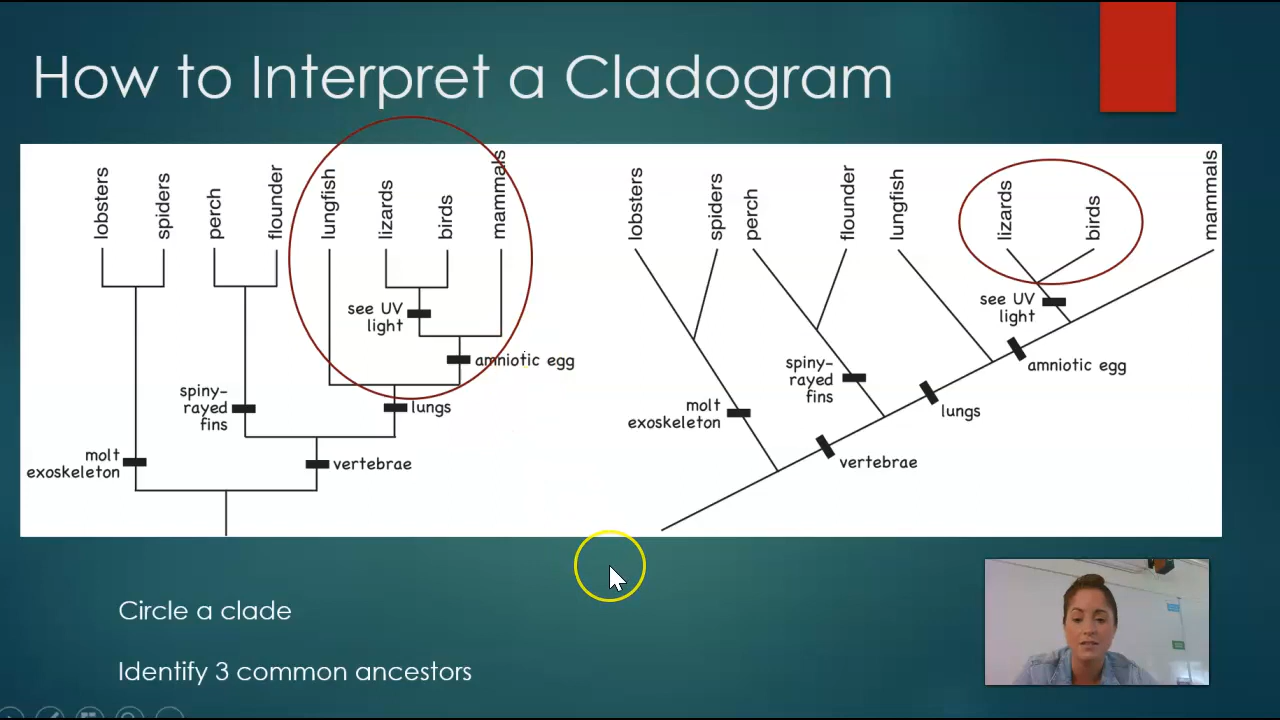 How to Interpret a Cladogram
lobsters
spiders
perch
flounder
lungfish
lizards
birds
mammals
see UV
light
amniotic egg
spiny-
rayed
fins
lungs
molt
exoskeleton
vertebrae
lobsters
spiders
perch
flounder
lungfish
lizards
birds
mammals
see UV
light
amniotic egg
spiny-
rayed
fins
lungs
molt
exoskeleton
vertebrae
Circle a clade
Identify 3 common ancestors